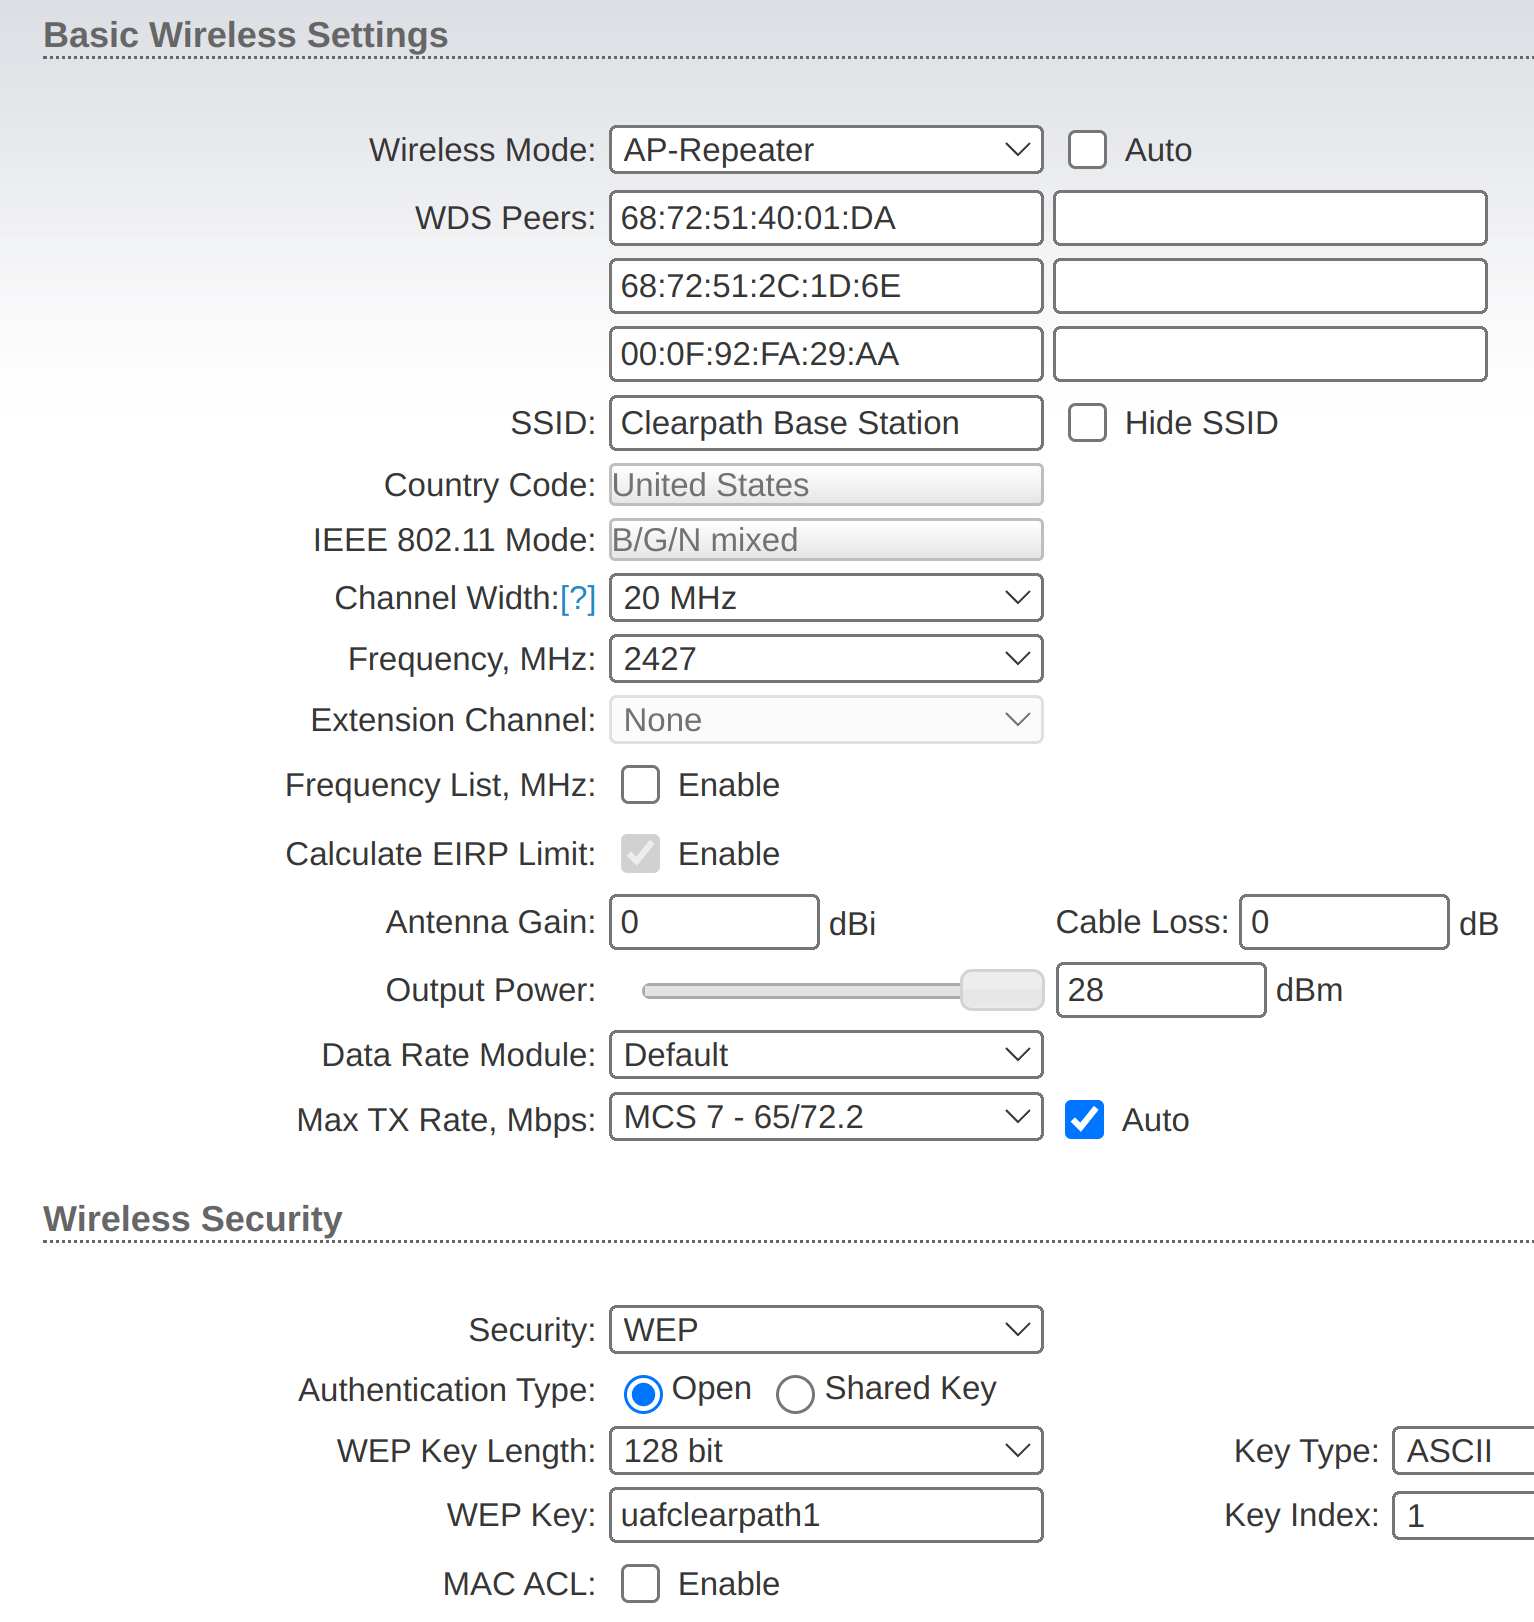 Basic Wireless Settings
Wireless Mode: AP-Repeater Auto
WDS Peers: 68:72:51:40:01:DA
68:72:51:2C:1D:6E
00:0F:92:FA:29:AA
SSID: Clearpath Base Station Hide SSID
Country Code: United States
IEEE 802.11 Mode: B/G/N mixed
Channel Width:[?] 20 MHz
Frequency, MHz: 2427
Extension Channel: None
Frequency List, MHz: Enable
Calculate EIRP Limit: Enable
Antenna Gain: 0 dBi Cable Loss: 0 dB
Output Power: 28 dBm
Data Rate Module: Default
Max TX Rate, Mbps: MCS 7 - 65/72.2 Auto
Wireless Security
Security: WEP
Authentication Type: Open Shared Key
WEP Key Length: 128 bit Key Type: ASCII
WEP Key: uafclearpath1 Key Index: 1
MAC ACL: Enable